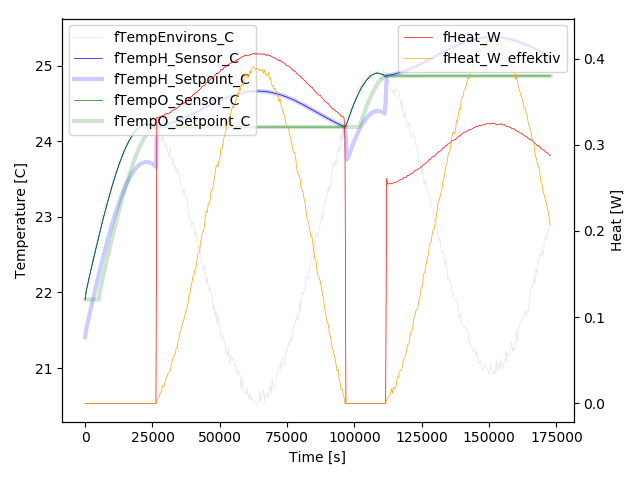 fTempEnvirons_C
fTempH_Sensor_C
fTempH_Setpoint_C
fTempO_Sensor_C
fTempO_Setpoint_C
fHeat_W
fHeat_W_effektiv
Temperature [C]
25
24
23
22
21
0.4
0.3
0.2
0.1
0.0
Heat [W]
0 25000 50000 75000 100000 125000 150000 175000
Time [s]